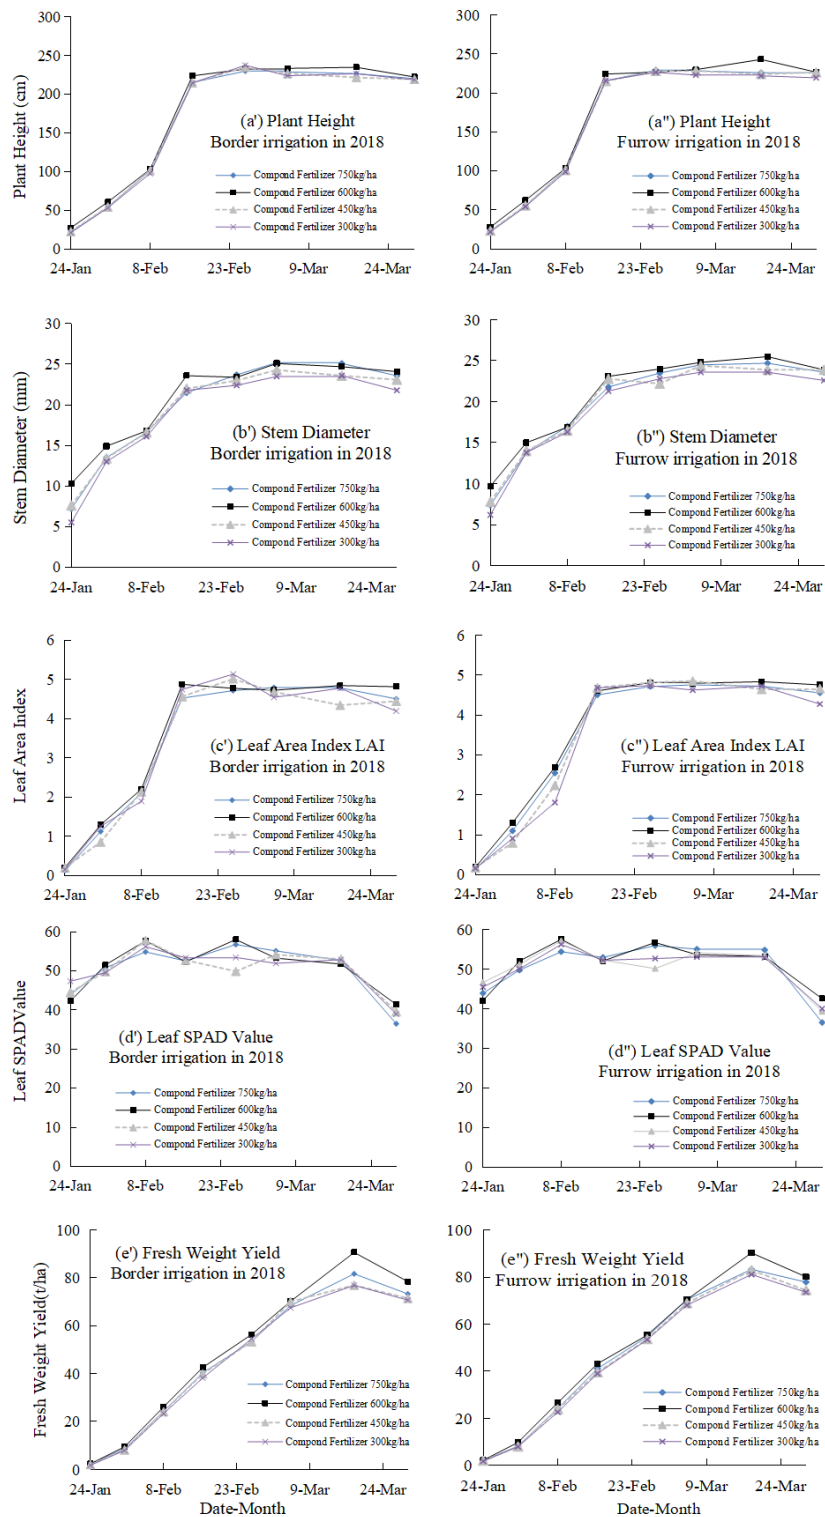 Plant Height (cm)
300
250
200
150
100
50
0
24-Jan 8-Feb 23-Feb 9-Mar 24-Mar
(a') Plant Height
Border irrigation in 2018
Compond Fertilizer 750kg/ha
Compond Fertilizer 600kg/ha
Compond Fertilizer 450kg/ha
Compond Fertilizer 300kg/ha
Plant Height (cm)
300
250
200
150
100
50
0
24-Jan 8-Feb 23-Feb 9-Mar 24-Mar
(a") Plant Height
Furrow irrigation in 2018
Compond Fertilizer 750kg/ha
Compond Fertilizer 600kg/ha
Compond Fertilizer 450kg/ha
Compond Fertilizer 300kg/ha
Stem Diameter (mm)
30
25
20
15
10
5
0
24-Jan 8-Feb 23-Feb 9-Mar 24-Mar
(b') Stem Diameter
Border irrigation in 2018
Compond Fertilizer 750kg/ha
Compond Fertilizer 600kg/ha
Compond Fertilizer 450kg/ha
Compond Fertilizer 300kg/ha
30
25
20
15
10
5
0
24-Jan 8-Feb 23-Feb 9-Mar 24-Mar
(b") Stem Diameter
Furrow irrigation in 2018
Compond Fertilizer 750kg/ha
Compond Fertilizer 600kg/ha
Compond Fertilizer 450kg/ha
Compond Fertilizer 300kg/ha
Leaf Area Index
6
5
4
3
2
1
0
24-Jan 8-Feb 23-Feb 9-Mar 24-Mar
(c') Leaf Area Index LAI
Border irrigation in 2018
Compond Fertilizer 750kg/ha
Compond Fertilizer 600kg/ha
Compond Fertilizer 450kg/ha
Compond Fertilizer 300kg/ha
6
5
4
3
2
1
0
24-Jan 8-Feb 23-Feb 9-Mar 24-Mar
(c") Leaf Area Index LAI
Furrow irrigation in 2018
Compond Fertilizer 750kg/ha
Compond Fertilizer 600kg/ha
Compond Fertilizer 450kg/ha
Compond Fertilizer 300kg/ha
Leaf SPADValue
60
50
40
30
20
10
0
24-Jan 8-Feb 23-Feb 9-Mar 24-Mar
(d') Leaf SPAD Value
Border irrigation in 2018
Compond Fertilizer 750kg/ha
Compond Fertilizer 600kg/ha
Compond Fertilizer 450kg/ha
Compond Fertilizer 300kg/ha
60
50
40
30
20
10
0
24-Jan 8-Feb 23-Feb 9-Mar 24-Mar
(d") Leaf SPAD Value
Furrow irrigation in 2018
Compond Fertilizer 750kg/ha
Compond Fertilizer 600kg/ha
Compond Fertilizer 450kg/ha
Compond Fertilizer 300kg/ha
Fresh Weight Yield(t/ha)
100
80
60
40
20
0
24-Jan 8-Feb 23-Feb 9-Mar 24-Mar
Date-Month
(e') Fresh Weight Yield
Border irrigation in 2018
Compond Fertilizer 750kg/ha
Compond Fertilizer 600kg/ha
Compond Fertilizer 450kg/ha
Compond Fertilizer 300kg/ha
100
80
60
40
20
0
24-Jan 8-Feb 23-Feb 9-Mar 24-Mar
Date-Month
(e") Fresh Weight Yield
Furrow irrigation in 2018
Compond Fertilizer 750kg/ha
Compond Fertilizer 600kg/ha
Compond Fertilizer 450kg/ha
Compond Fertilizer 300kg/ha